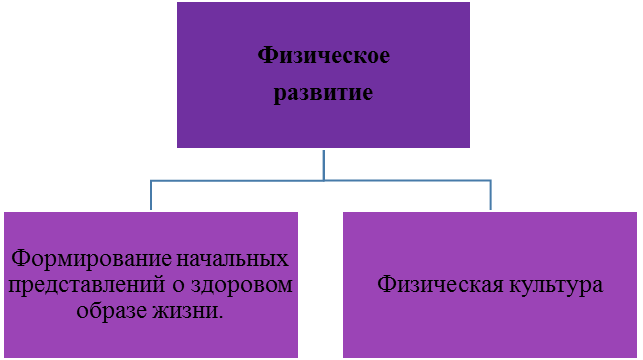 Физическое
развитие
Формирование начальных
представлений о здоровом
образе жизни.
Физическая культура